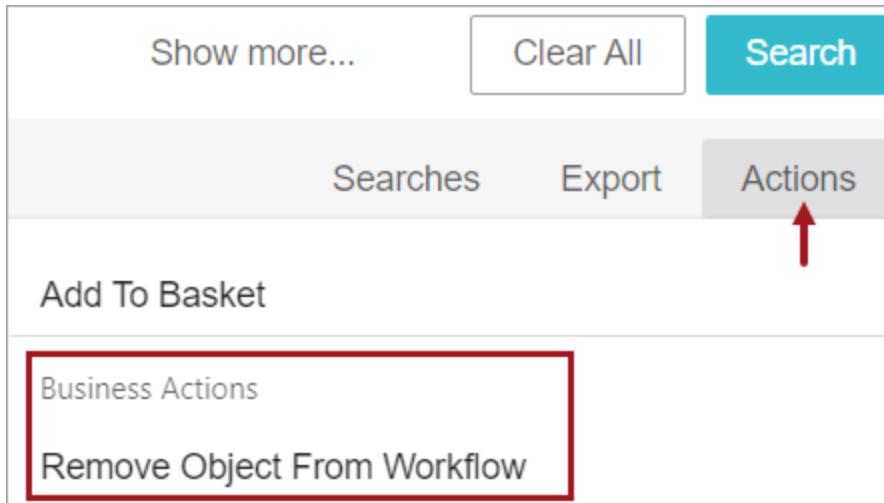 Show more... Clear All Search
Searches Export Actions
Add To Basket
Business Actions
Remove Object From Workflow